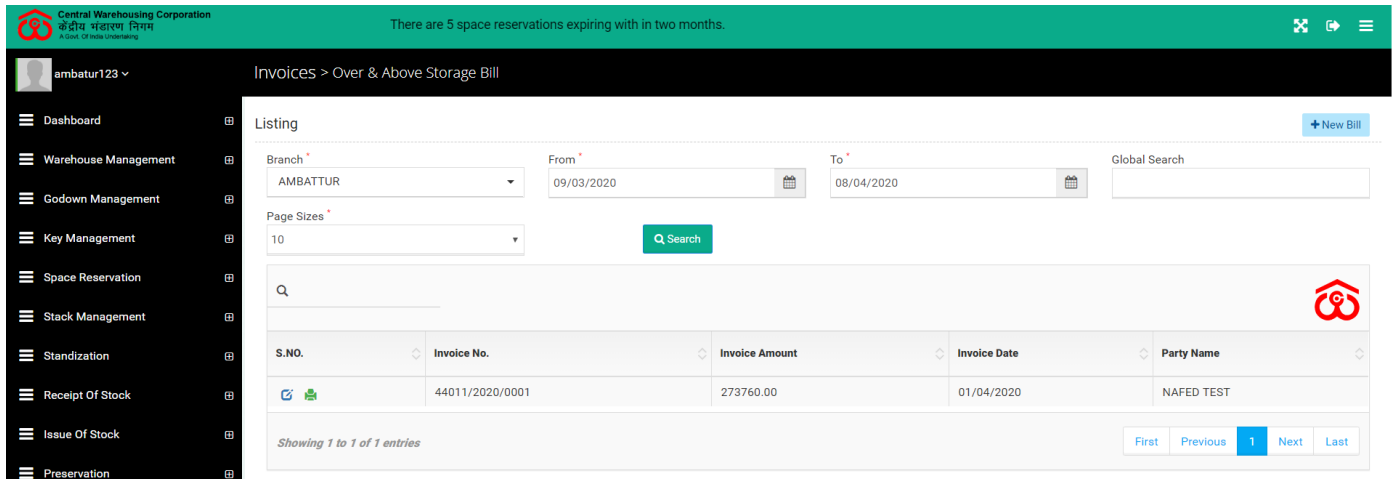 Central Warehousing Corporation
केंद्रीय भंडारण निगम
A Govt. Of India Undertaking
There are 5 space reservations expiring with in two months.
ambatur123
Invoices > Over & Above Storage Bill
Dashboard
Warehouse Management
Godown Management
Key Management
Space Reservation
Stack Management
Standization
Receipt Of Stock
Issue Of Stock
Preservation
Listing
+ New Bill
Branch * From * To * Global Search
AMBATTUR 09/03/2020 08/04/2020
Page Sizes *
10 Search
S.NO. Invoice No. Invoice Amount Invoice Date Party Name
44011/2020/0001 273760.00 01/04/2020 NAFED TEST
Showing 1 to 1 of 1 entries
First Previous 1 Next Last